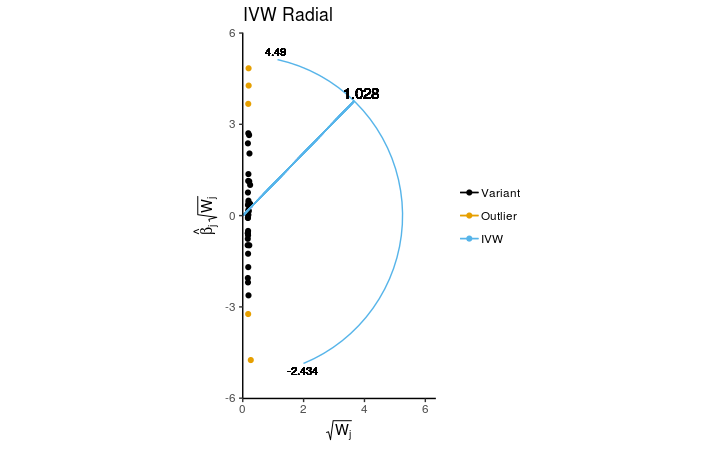 IVW Radial
6
4.49
1.028
3
0
-3
-2.434
-6
0 2 4 6
β̂j√Wj
√Wj
Variant
Outlier
IVW